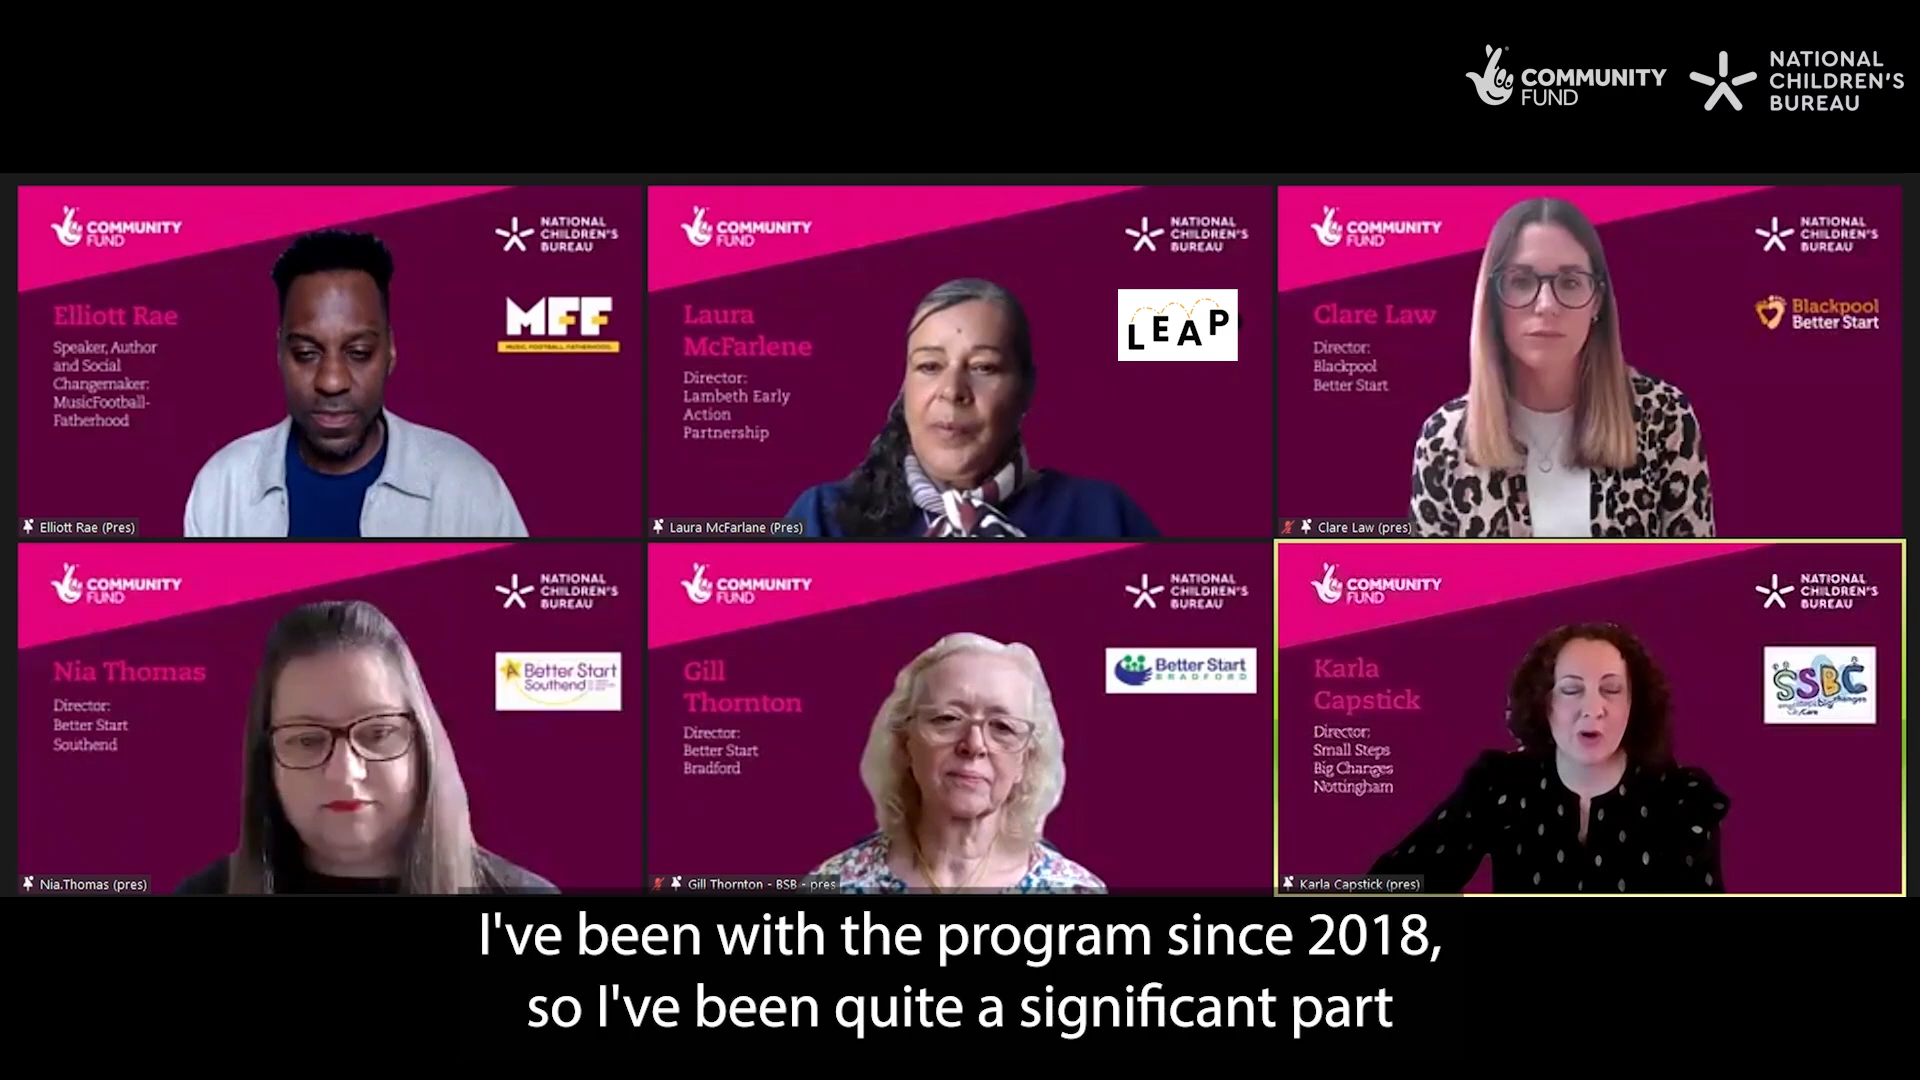 COMMUNITY
FUND
NATIONAL
CHILDREN'S
BUREAU
COMMUNITY
FUND
NATIONAL
CHILDREN'S
BUREAU
Elliott Rae
Speaker, Author
and Social
Changemaker:
MusicFootball-
Fatherhood
MFF
MUSIC.FOOTBALL.FATHERHOOD.
Elliott Rae (Pres)
COMMUNITY
FUND
NATIONAL
CHILDREN'S
BUREAU
Laura
McFarlene
Director:
Lambeth Early
Action
Partnership
LEAP
Laura McFarlane (Pres)
COMMUNITY
FUND
NATIONAL
CHILDREN'S
BUREAU
Clare Law
Director:
Blackpool
Better Start
Blackpool
Better Start
Clare Law (pres)
COMMUNITY
FUND
NATIONAL
CHILDREN'S
BUREAU
Nia Thomas
Director:
Better Start
Southend
A Better Start
Southend
Nia.Thomas (pres)
COMMUNITY
FUND
NATIONAL
CHILDREN'S
BUREAU
Gill
Thornton
Director:
Better Start
Bradford
Better Start
BRADFORD
Gill Thornton - BSB - pres
COMMUNITY
FUND
NATIONAL
CHILDREN'S
BUREAU
Karla
Capstick
Director:
Small Steps
Big Changes
Nottingham
SSBC
Karla Capstick (pres)
I've been with the program since 2018,
so I've been quite a significant part